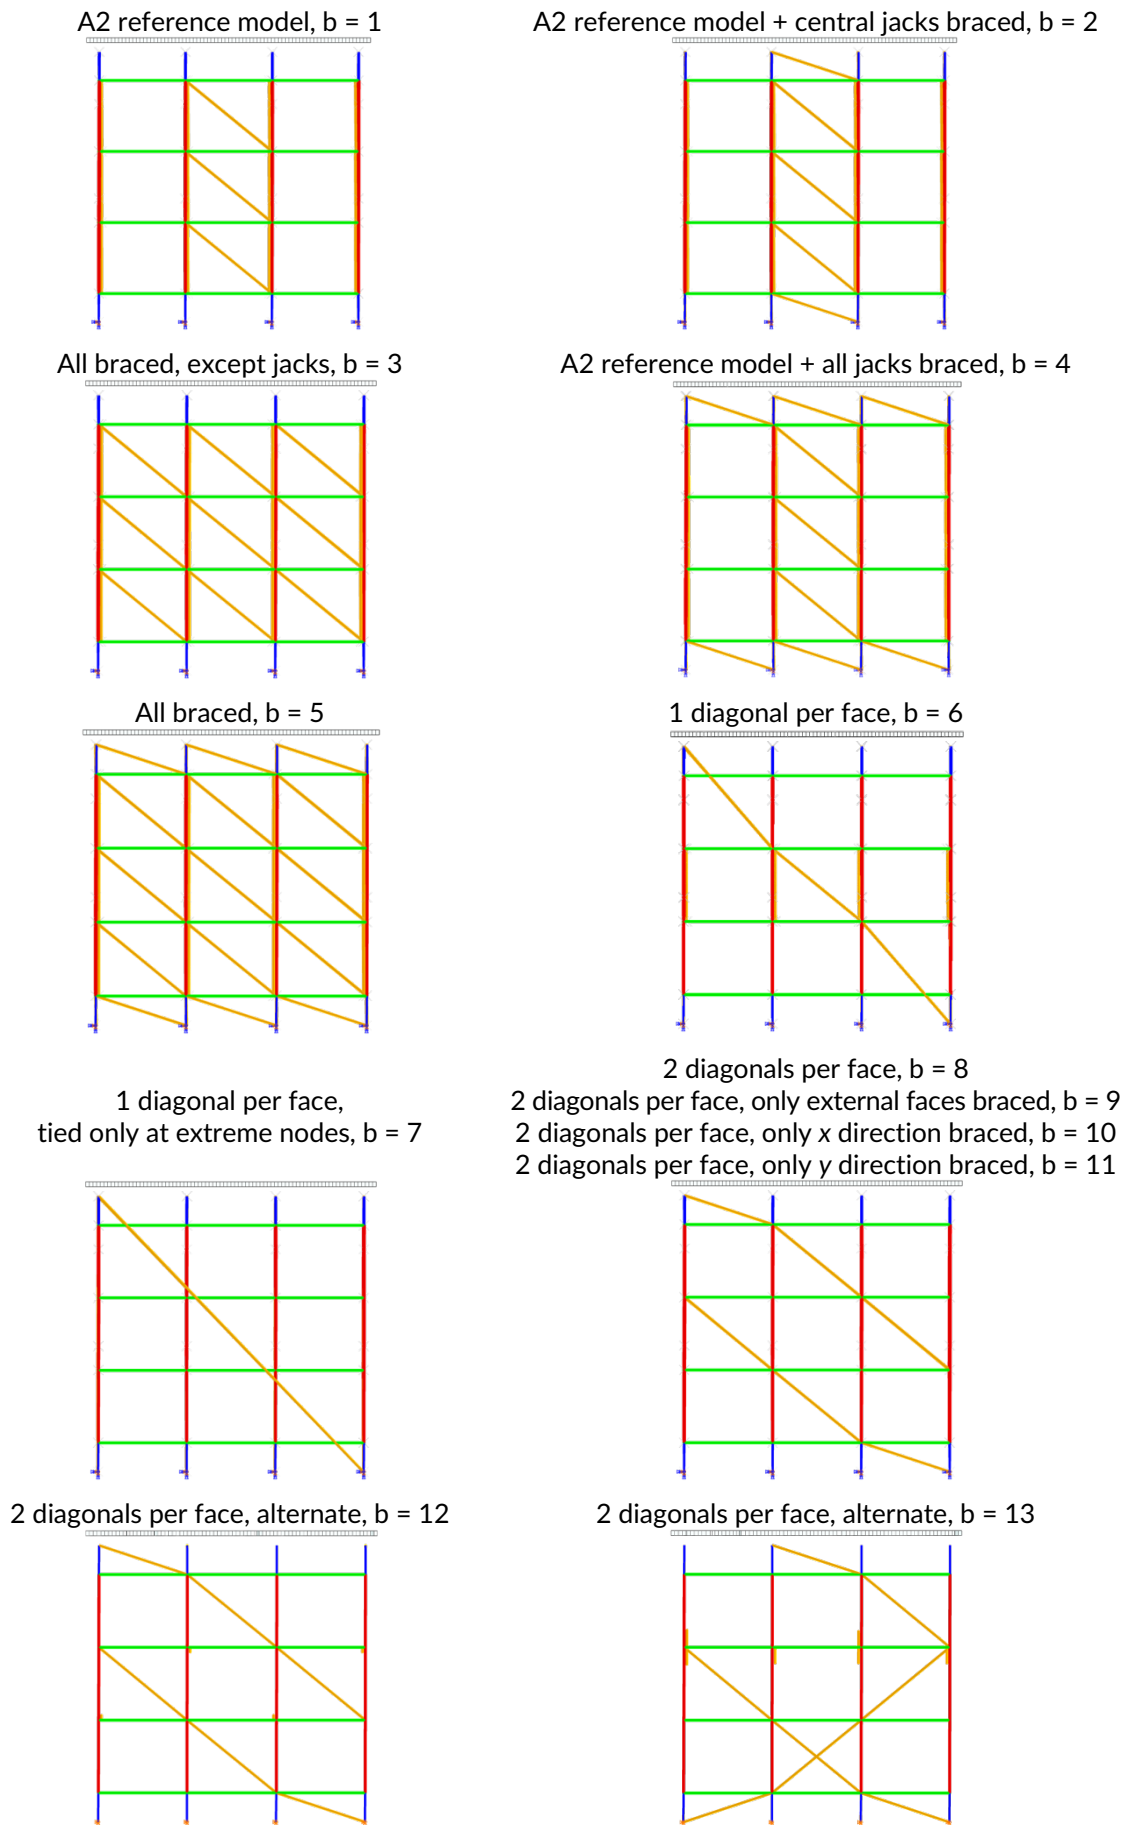 A2 reference model, b = 1
A2 reference model + central jacks braced, b = 2
All braced, except jacks, b = 3
A2 reference model + all jacks braced, b = 4
All braced, b = 5
1 diagonal per face, b = 6
1 diagonal per face,
tied only at extreme nodes, b = 7
2 diagonals per face, b = 8
2 diagonals per face, only external faces braced, b = 9
2 diagonals per face, only x direction braced, b = 10
2 diagonals per face, only y direction braced, b = 11
2 diagonals per face, alternate, b = 12
2 diagonals per face, alternate, b = 13